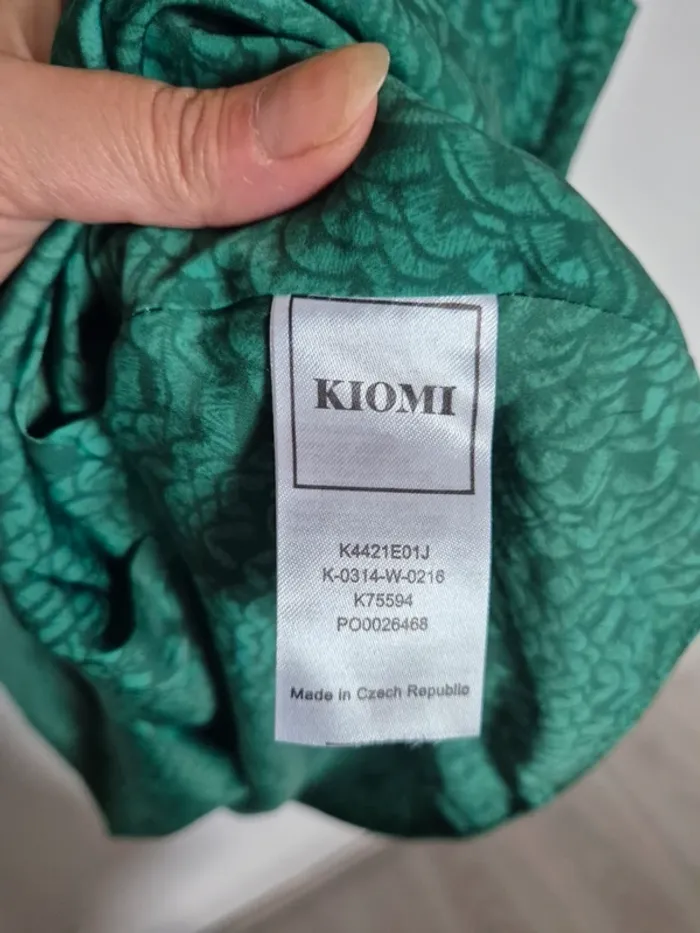 KIOMI
K4421E01J
K-0314-W-0216
K75594
PO0026468
Made in Czech Republic